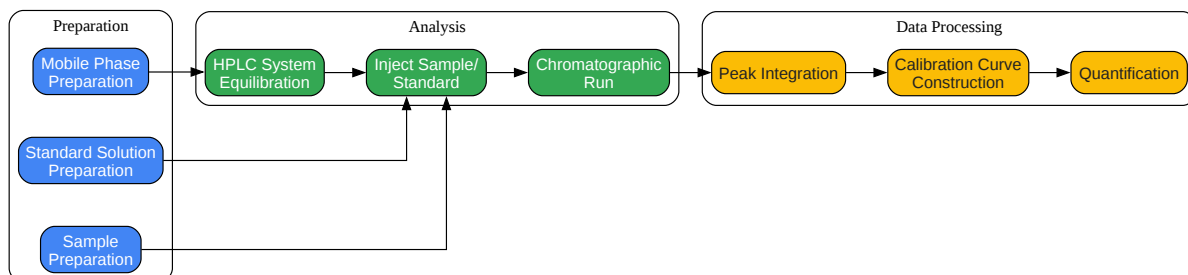 Preparation
Mobile Phase
Preparation
Standard Solution
Preparation
Sample
Preparation
Analysis
HPLC System
Equilibration
Inject Sample/
Standard
Chromatographic
Run
Data Processing
Peak Integration
Calibration Curve
Construction
Quantification